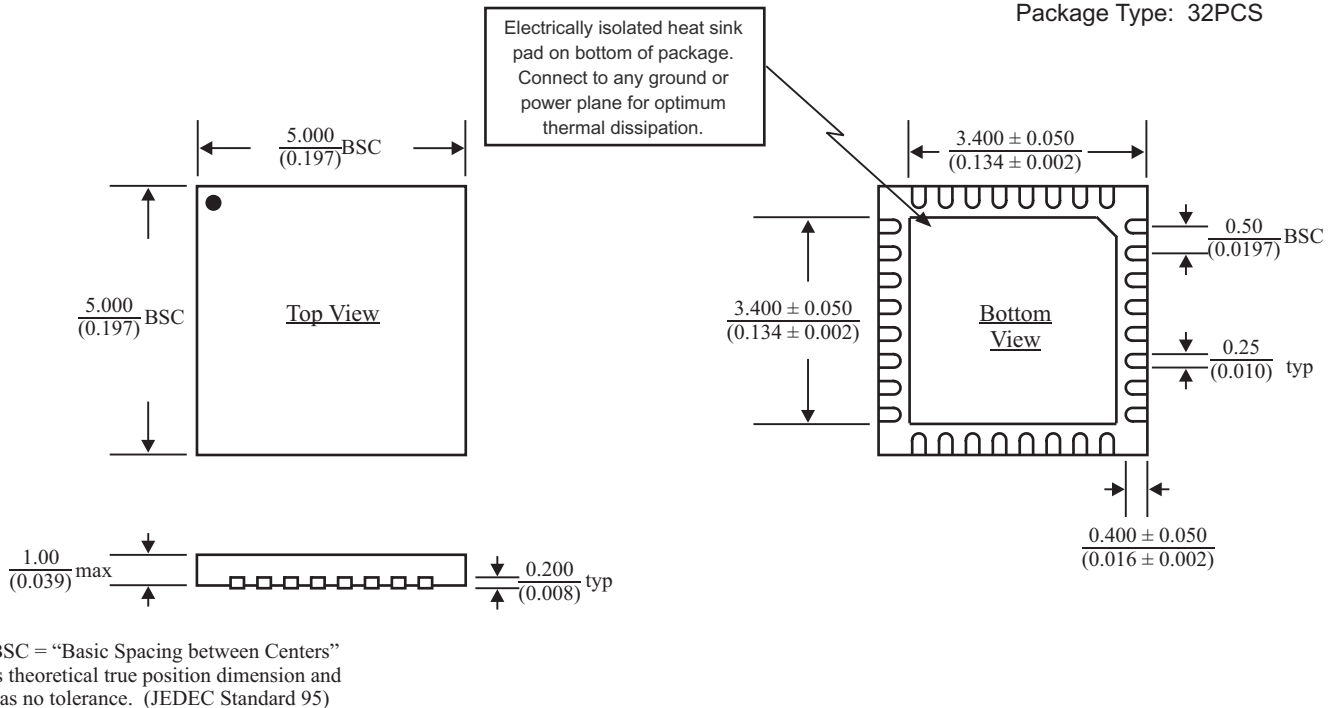 Package Type: 32PCS
Electrically isolated heat sink
pad on bottom of package.
Connect to any ground or
power plane for optimum
thermal dissipation.
5.000
(0.197)
BSC
3.400 ± 0.050
(0.134 ± 0.002)
0.50
(0.0197)
BSC
5.000
(0.197)
BSC
Top View
3.400 ± 0.050
(0.134 ± 0.002)
Bottom
View
0.25
(0.010)
typ
0.400 ± 0.050
(0.016 ± 0.002)
1.00
(0.039)
max
0.200
(0.008)
typ
BSC = “Basic Spacing between Centers”
s theoretical true position dimension and
as no tolerance. (JEDEC Standard 95)